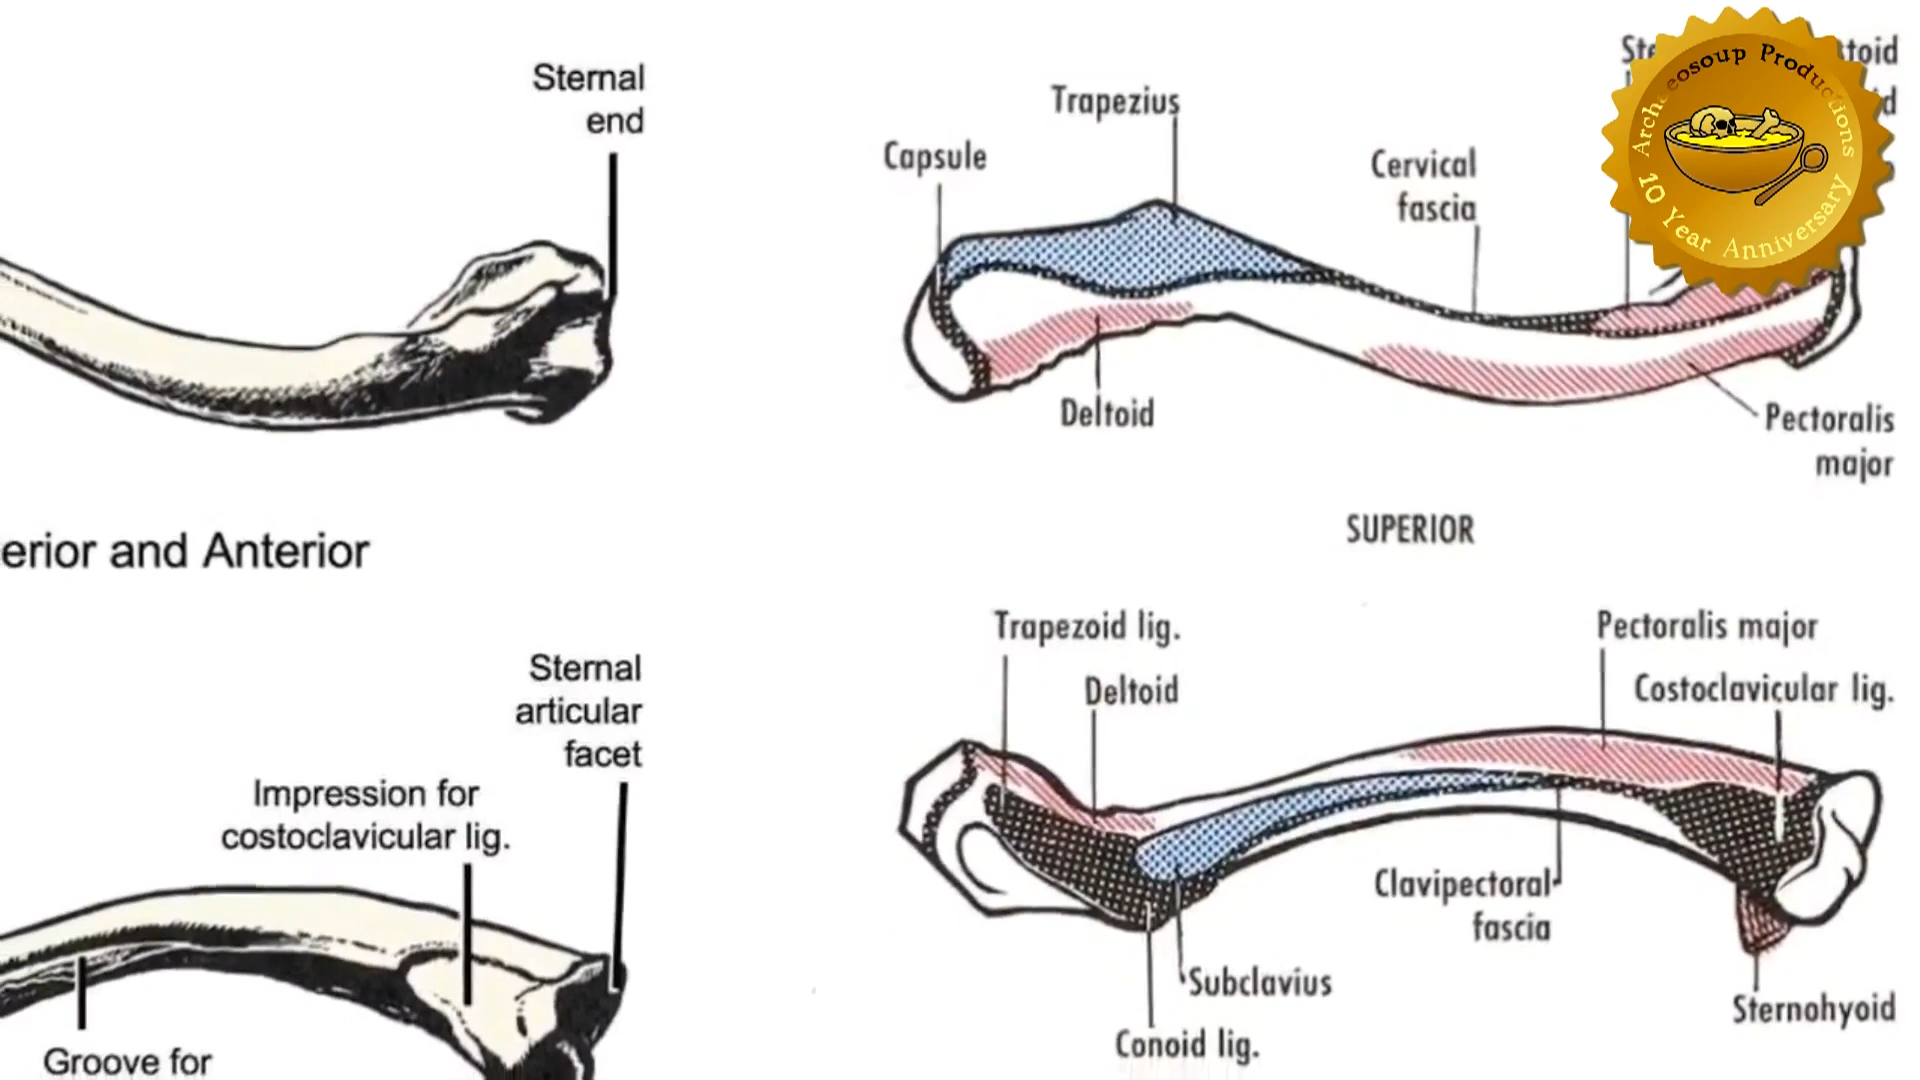 Sternal
end
erior and Anterior
Sternal
articular
facet
Impression for
costoclavicular lig.
Groove for
Trapezius
Capsule
Cervical
fascia
Deltoid
Pectoralis
major
SUPERIOR
Trapezoid lig.
Deltoid
Pectoralis major
Costoclavicular lig.
Clavipectoral
fascia
Subclavius
Conoid lig.
Sternohyoid
Archaeosoup Productions
10 Year Anniversary